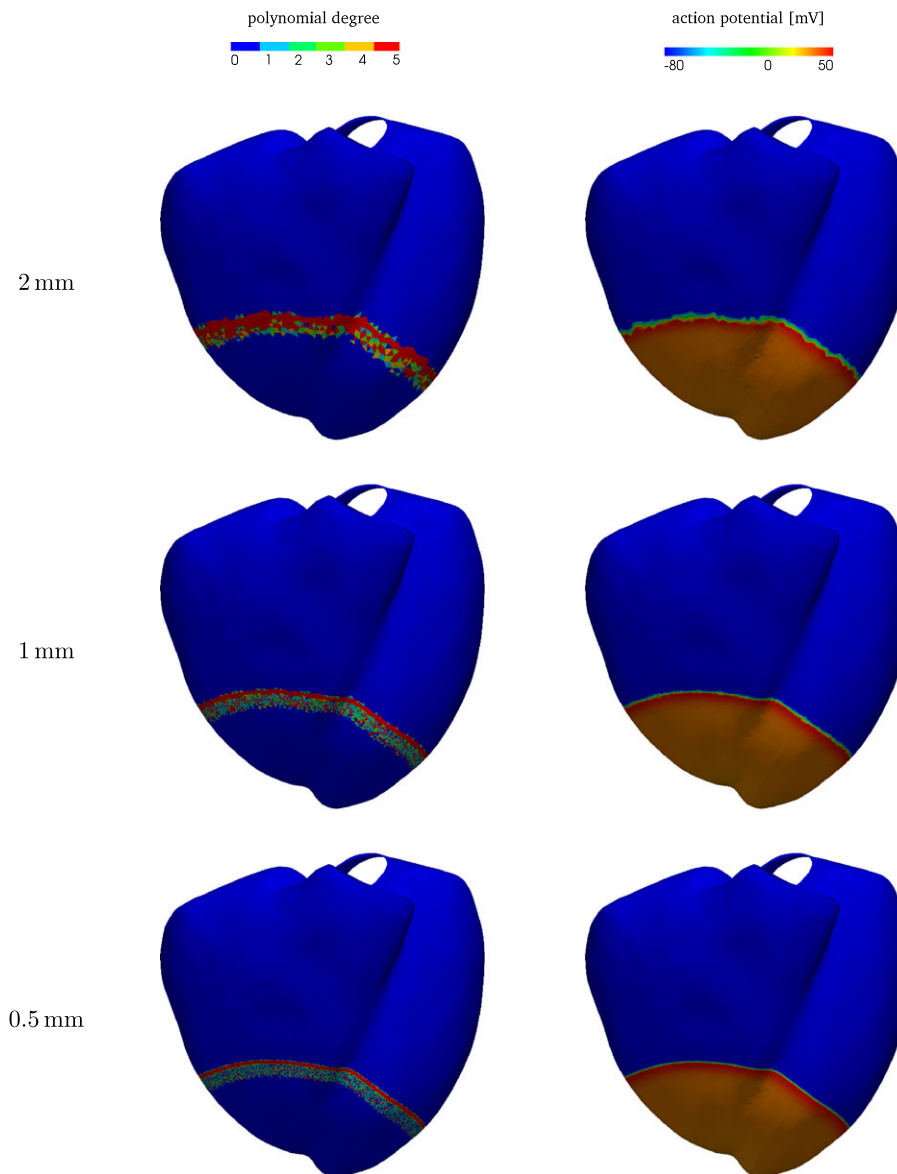 polynomial degree
action potential [mV]
0 1 2 3 4 5
-80 0 50
2 mm
1 mm
0.5 mm